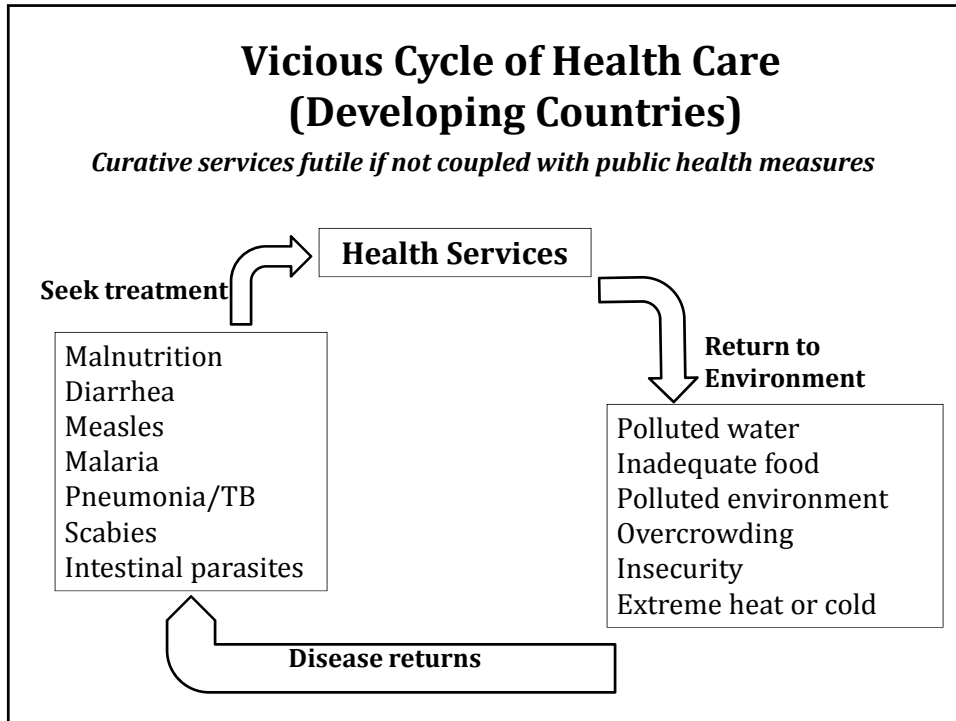 Vicious Cycle of Health Care
(Developing Countries)
Curative services futile if not coupled with public health measures
Health Services
Seek treatment
Return to
Environment
Malnutrition
Diarrhea
Measles
Malaria
Pneumonia/TB
Scabies
Intestinal parasites
Polluted water
Inadequate food
Polluted environment
Overcrowding
Insecurity
Extreme heat or cold
Disease returns